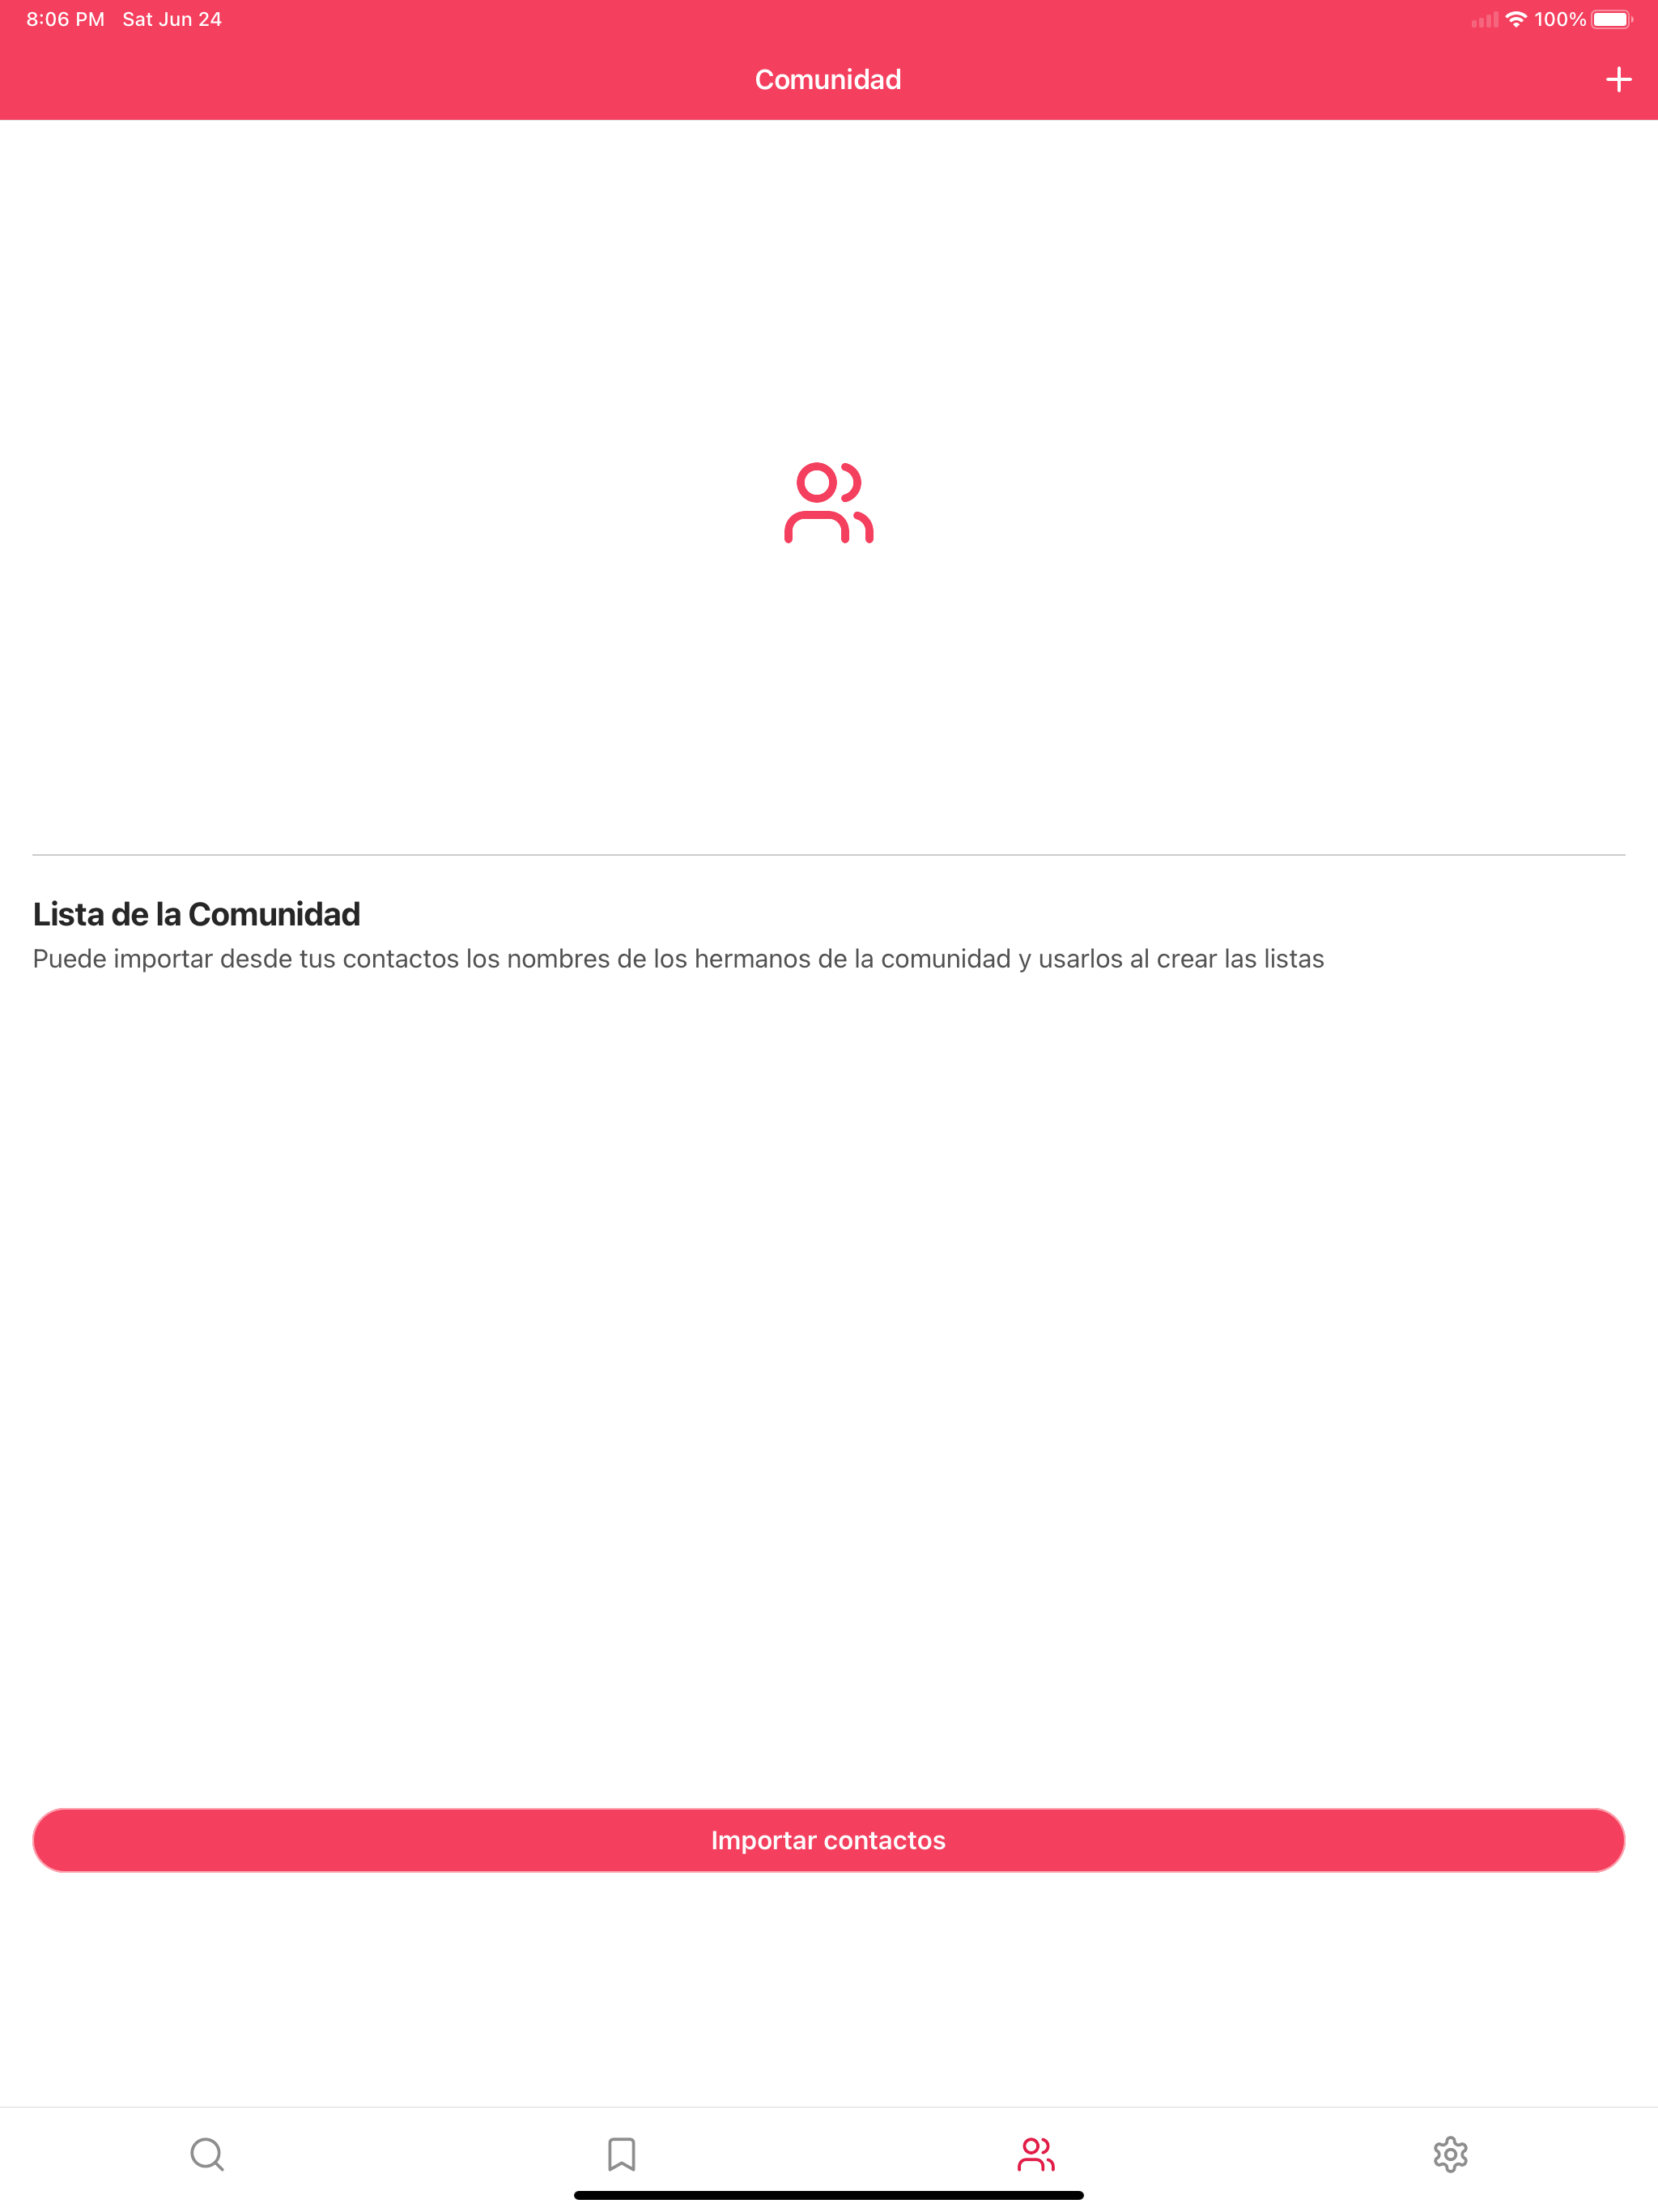 8:06 PM Sat Jun 24 100%
Comunidad
Lista de la Comunidad
Puede importar desde tus contactos los nombres de los hermanos de la comunidad y usarlos al crear las listas
Importar contactos